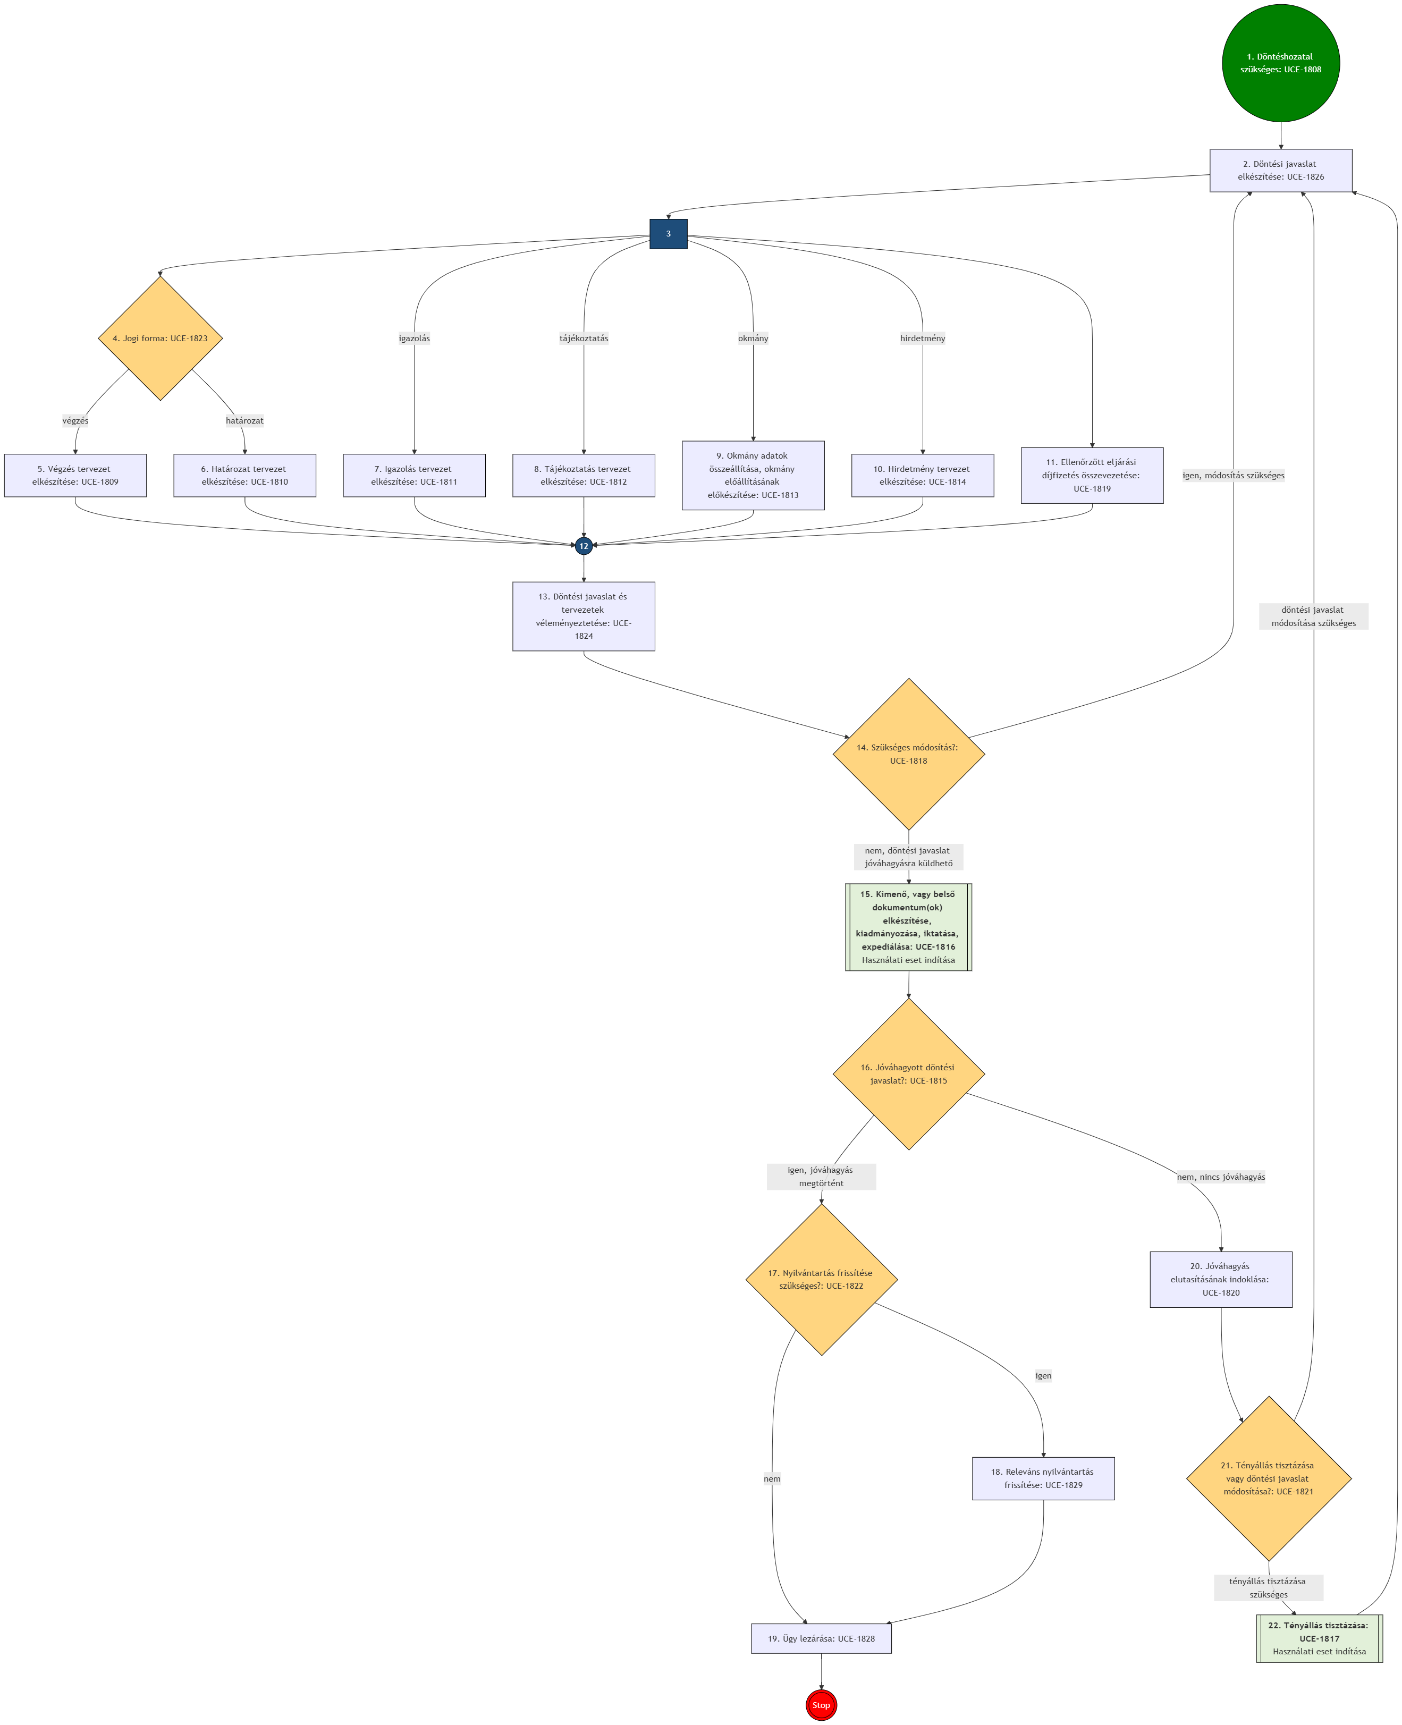 1. Döntéshozatal
szükséges: UCE-1808
2. Döntési javaslat
elkészítése: UCE-1826
3
4. Jogi forma: UCE-1823
igazolás
tájékoztatás
okmány
hirdetmény
végzés
határozat
5. Végzés tervezet
elkészítése: UCE-1809
6. Határozat tervezet
elkészítése: UCE-1810
7. Igazolás tervezet
elkészítése: UCE-1811
8. Tájékoztatás tervezet
elkészítése: UCE-1812
9. Okmány adatok
összeállítása, okmány
előállításának
előkészítése: UCE-1813
10. Hirdetmény tervezet
elkészítése: UCE-1814
11. Ellenőrzött eljárási
díjfizetés összevezetése:
UCE-1819
igen, módosítás szükséges
12
13. Döntési javaslat és
tervezetek
véleményeztetése: UCE-
1824
döntési javaslat
módosítása szükséges
14. Szükséges módosítás?:
UCE-1818
nem, döntési javaslat
jóváhagyásra küldhető
15. Kimenő, vagy belső
dokumentum(ok)
elkészítése,
kiadmányozása, iktatása,
expediálása: UCE-1816
Használati eset indítása
16. Jóváhagyott döntési
javaslat?: UCE-1815
igen, jóváhagyás
megtörtént
nem, nincs jóváhagyás
17. Nyilvántartás frissítése
szükséges?: UCE-1822
20. Jóváhagyás
elutasításának indoklása:
UCE-1820
igen
nem
18. Releváns nyilvántartás
frissítése: UCE-1829
21. Tényállás tisztázása
vagy döntési javaslat
módosítása?: UCE-1821
tényállás tisztázása
szükséges
22. Tényállás tisztázása:
UCE-1817
Használati eset indítása
19. Ügy lezárása: UCE-1828
Stop